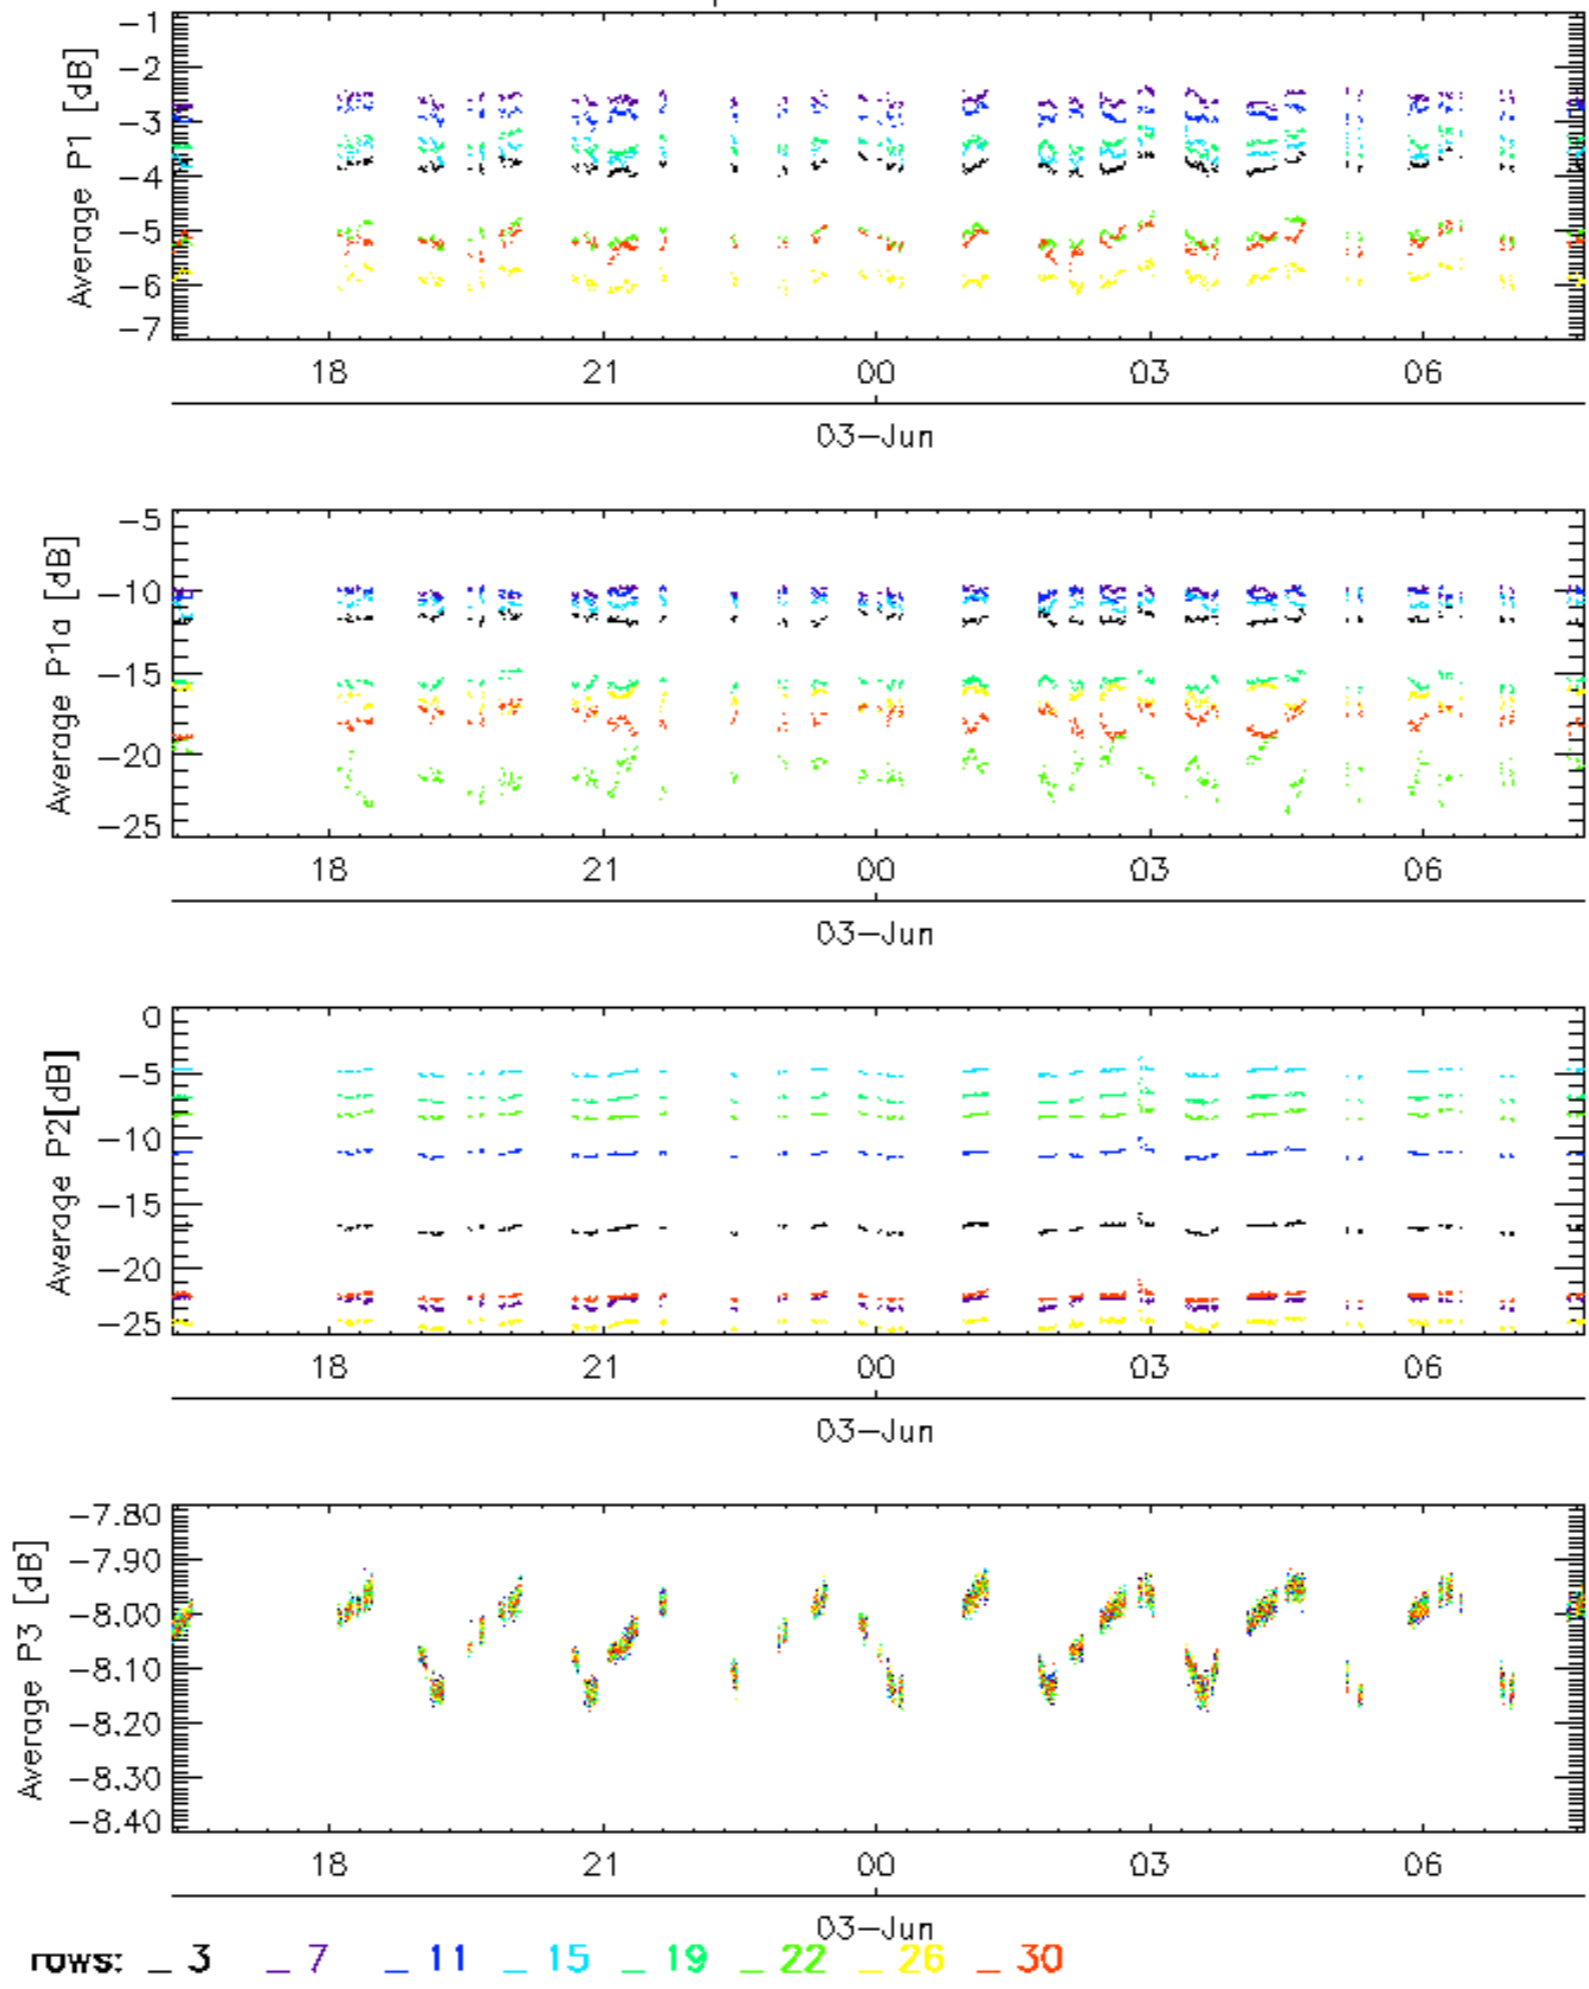 Average P1 [dB]
-1
-2
-3
-4
-5
-6
-7
18 21 00 03 06
03-Jun
Average P1a [dB]
-5
-10
-15
-20
-25
18 21 00 03 06
03-Jun
Average P2[dB]
0
-5
-10
-15
-20
-25
18 21 00 03 06
03-Jun
Average P3 [dB]
-7.80
-7.90
-8.00
-8.10
-8.20
-8.30
-8.40
18 21 00 03 06
03-Jun
rows: _ 3 _ 7 _ 11 _ 15 _ 19 _ 22 _ 26 _ 30